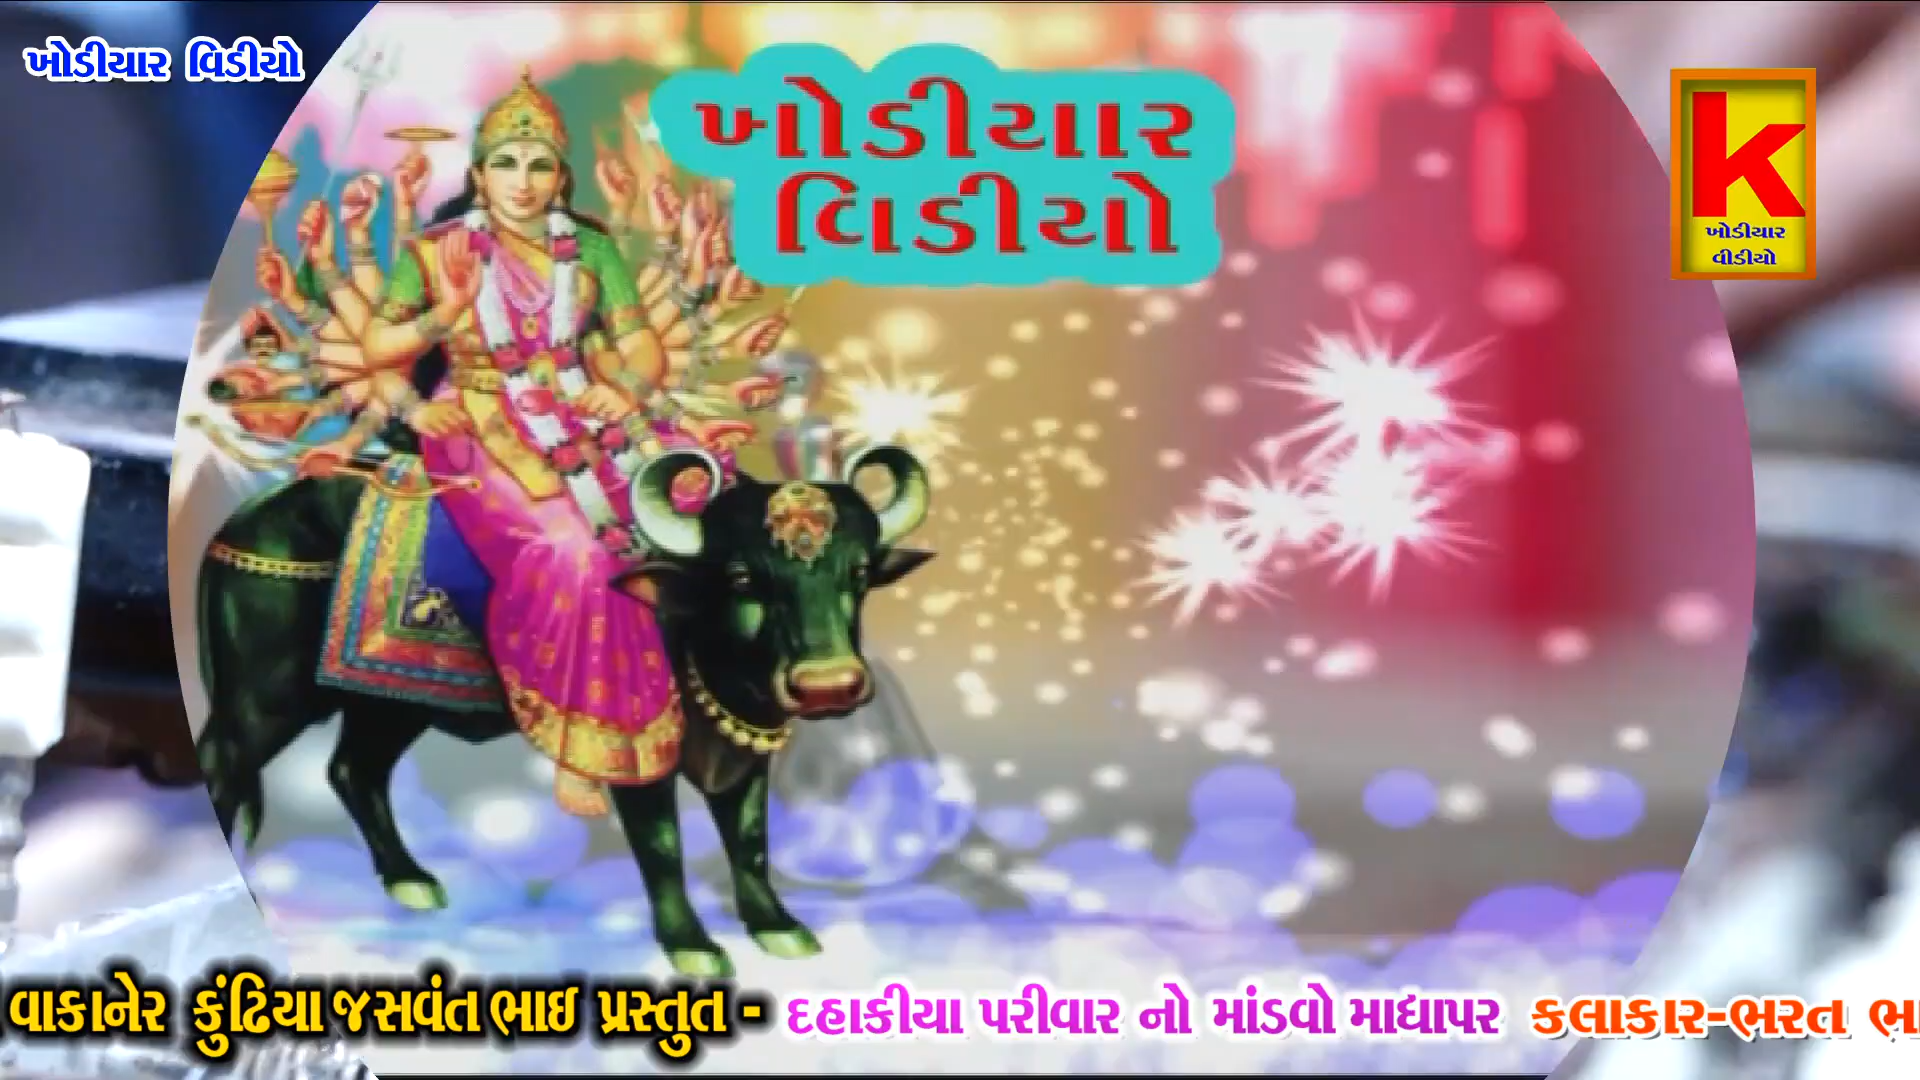 ખોડીયાર વિડીયો
ખોડીયાર
વિડીયો
K
ખોડીયાર
વીડીયો
વાકાનેર કુંઢિયા જસવંત ભાઇ પ્રસ્તુત - દહાકીયા પરીવાર નો માંડવો માધાપર કલાકાર-ભરત ભા